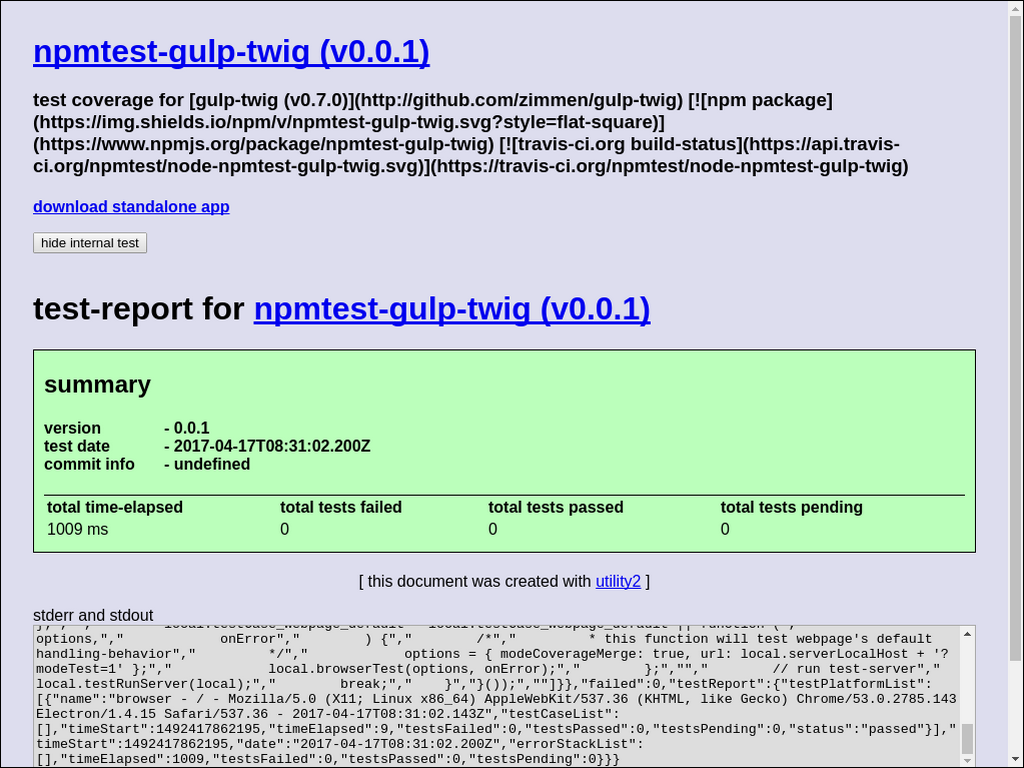 npmtest-gulp-twig (v0.0.1)
test coverage for [gulp-twig (v0.7.0)](http://github.com/zimmen/gulp-twig) [![npm package]
(https://img.shields.io/npm/v/npmtest-gulp-twig.svg?style=flat-square)]
(https://www.npmjs.org/package/npmtest-gulp-twig) [![travis-ci.org build-status](https://api.travis-
ci.org/npmtest/node-npmtest-gulp-twig.svg)](https://travis-ci.org/npmtest/node-npmtest-gulp-twig)
download standalone app
hide internal test
test-report for npmtest-gulp-twig (v0.0.1)
summary
version - 0.0.1
test date - 2017-04-17T08:31:02.200Z
commit info - undefined
total time-elapsed total tests failed total tests passed total tests pending
1009 ms 0 0 0
[ this document was created with utility2 ]
stderr and stdout
options,"," onError"," ) {"," /*"," * this function will test webpage's default
handling-behavior"," */"," options = { modeCoverageMerge: true, url: local.serverLocalHost + '?
modeTest=1' };"," local.browserTest(options, onError);"," };",""," // run test-server","
local.testRunServer(local);"," break;"," }","}());",""]}},"failed":0,"testReport":{"testPlatformList":
[{"name":"browser - / - Mozilla/5.0 (X11; Linux x86_64) AppleWebKit/537.36 (KHTML, like Gecko) Chrome/53.0.2785.143
Electron/1.4.15 Safari/537.36 - 2017-04-17T08:31:02.143Z","testCaseList":
[],"timeStart":1492417862195,"timeElapsed":9,"testsFailed":0,"testsPassed":0,"testsPending":0,"status":"passed"}],"
timeStart":1492417862195,"date":"2017-04-17T08:31:02.200Z","errorStackList":
[],"timeElapsed":1009,"testsFailed":0,"testsPassed":0,"testsPending":0}}}